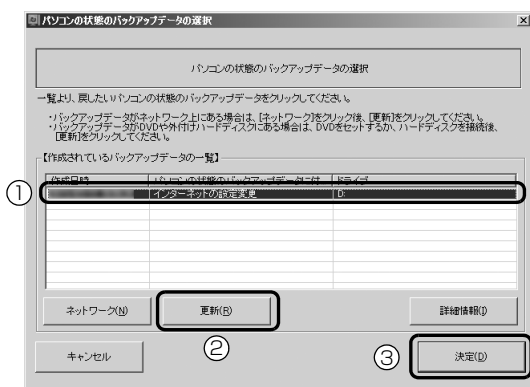 パソコンの状態のバックアップデータの選択
パソコンの状態のバックアップデータの選択
一覧より、戻したいパソコンの状態のバックアップデータをクリックしてください。
・バックアップデータがネットワーク上にある場合は、[ネットワーク]をクリック後、[更新]をクリックしてください。
・バックアップデータがDVDや外付けハードディスクにある場合は、DVDをセットするか、ハードディスクを接続後、
[更新]をクリックしてください。
【作成されているバックアップデータの一覧】
作成日時 パソコンの状態のバックアップデータに付 ドライブ
① インターネットの設定変更 D:
ネットワーク(N) 更新(R) 詳細情報(I)
②
キャンセル ③ 決定(D)